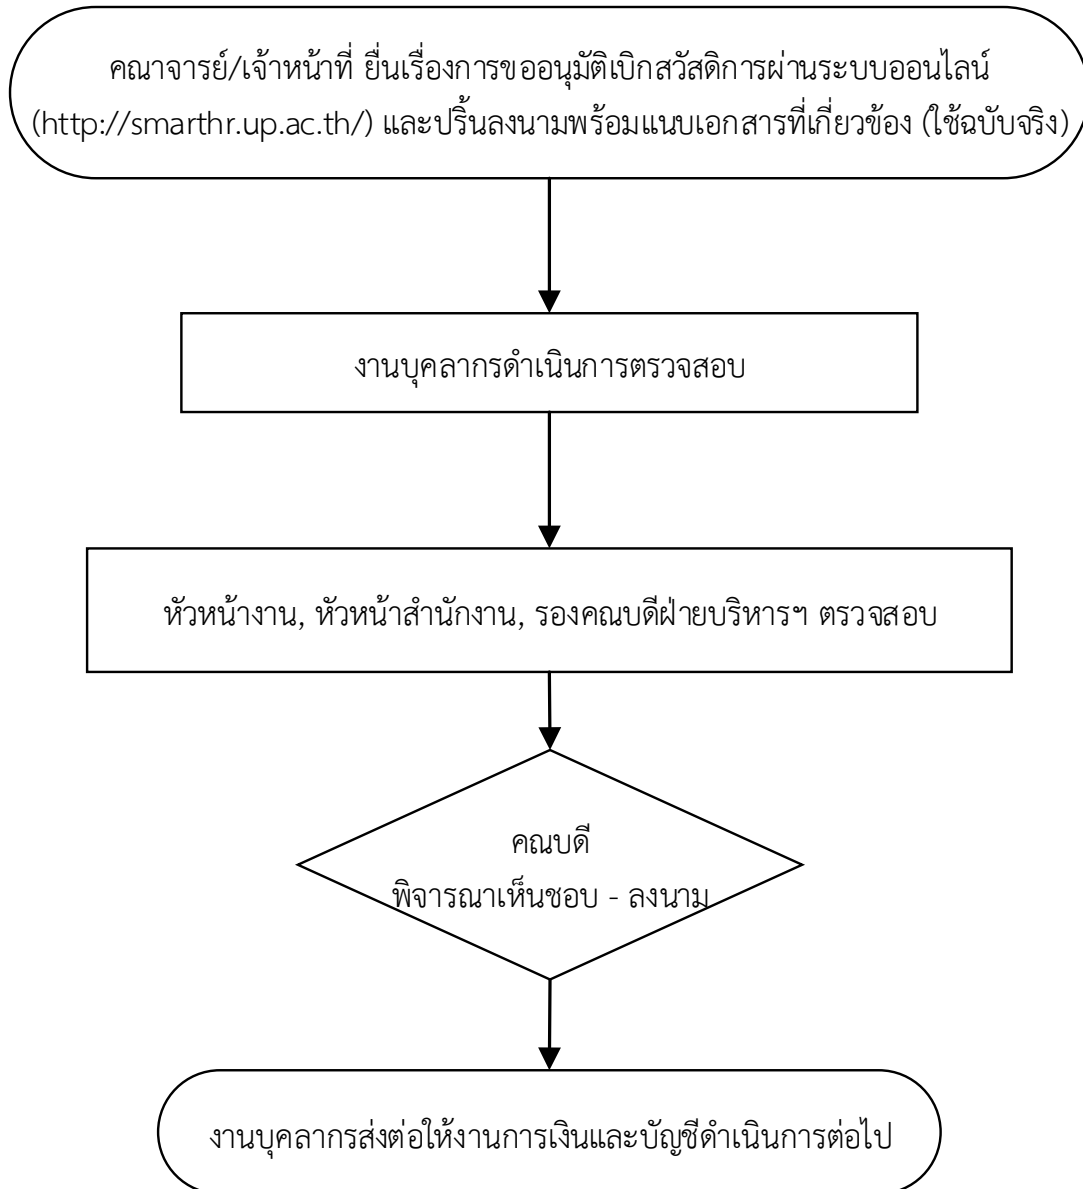 คณาจารย์/เจ้าหน้าที่ ยื่นเรื่องการขออนุมัติเบิกสวัสดิการผ่านระบบออนไลน์
(http://smarthr.up.ac.th/) และปริ้นลงนามพร้อมแนบเอกสารที่เกี่ยวข้อง (ใช้ฉบับจริง)
งานบุคลากรดำเนินการตรวจสอบ
หัวหน้างาน, หัวหน้าสำนักงาน, รองคณบดีฝ่ายบริหารฯ ตรวจสอบ
คณบดี
พิจารณาเห็นชอบ - ลงนาม
งานบุคลากรส่งต่อให้งานการเงินและบัญชีดำเนินการต่อไป